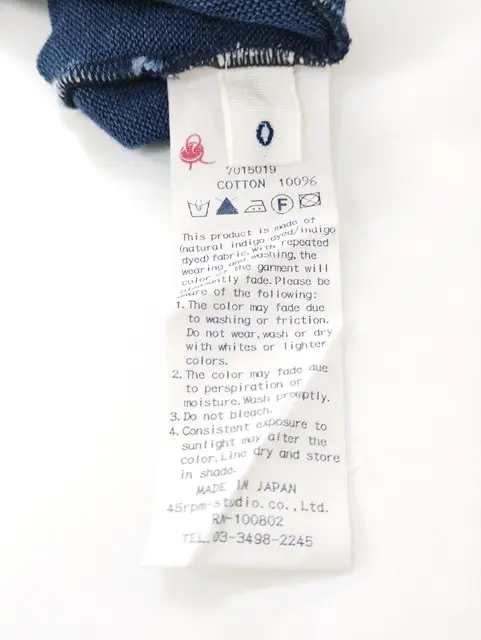 0
7015019
COTTON 100%
F
This product is made of
(natural indigo dyed/indigo
dyed) fabric. With repeated
wearing and washing, the
color of the garment will
fade. Please be
aware of the following:
1. The color may fade due
to washing or friction.
Do not wear, wash or dry
with whites or lighter
colors.
2. The color may fade due
to perspiration or
moisture. Wash promptly.
3. Do not bleach.
4. Consistent exposure to
sunlight may alter the
color. Line dry and store
in shade.
MADE IN JAPAN
45rpm-studio.co., Ltd.
RN-100802
TEL.03-3498-2245